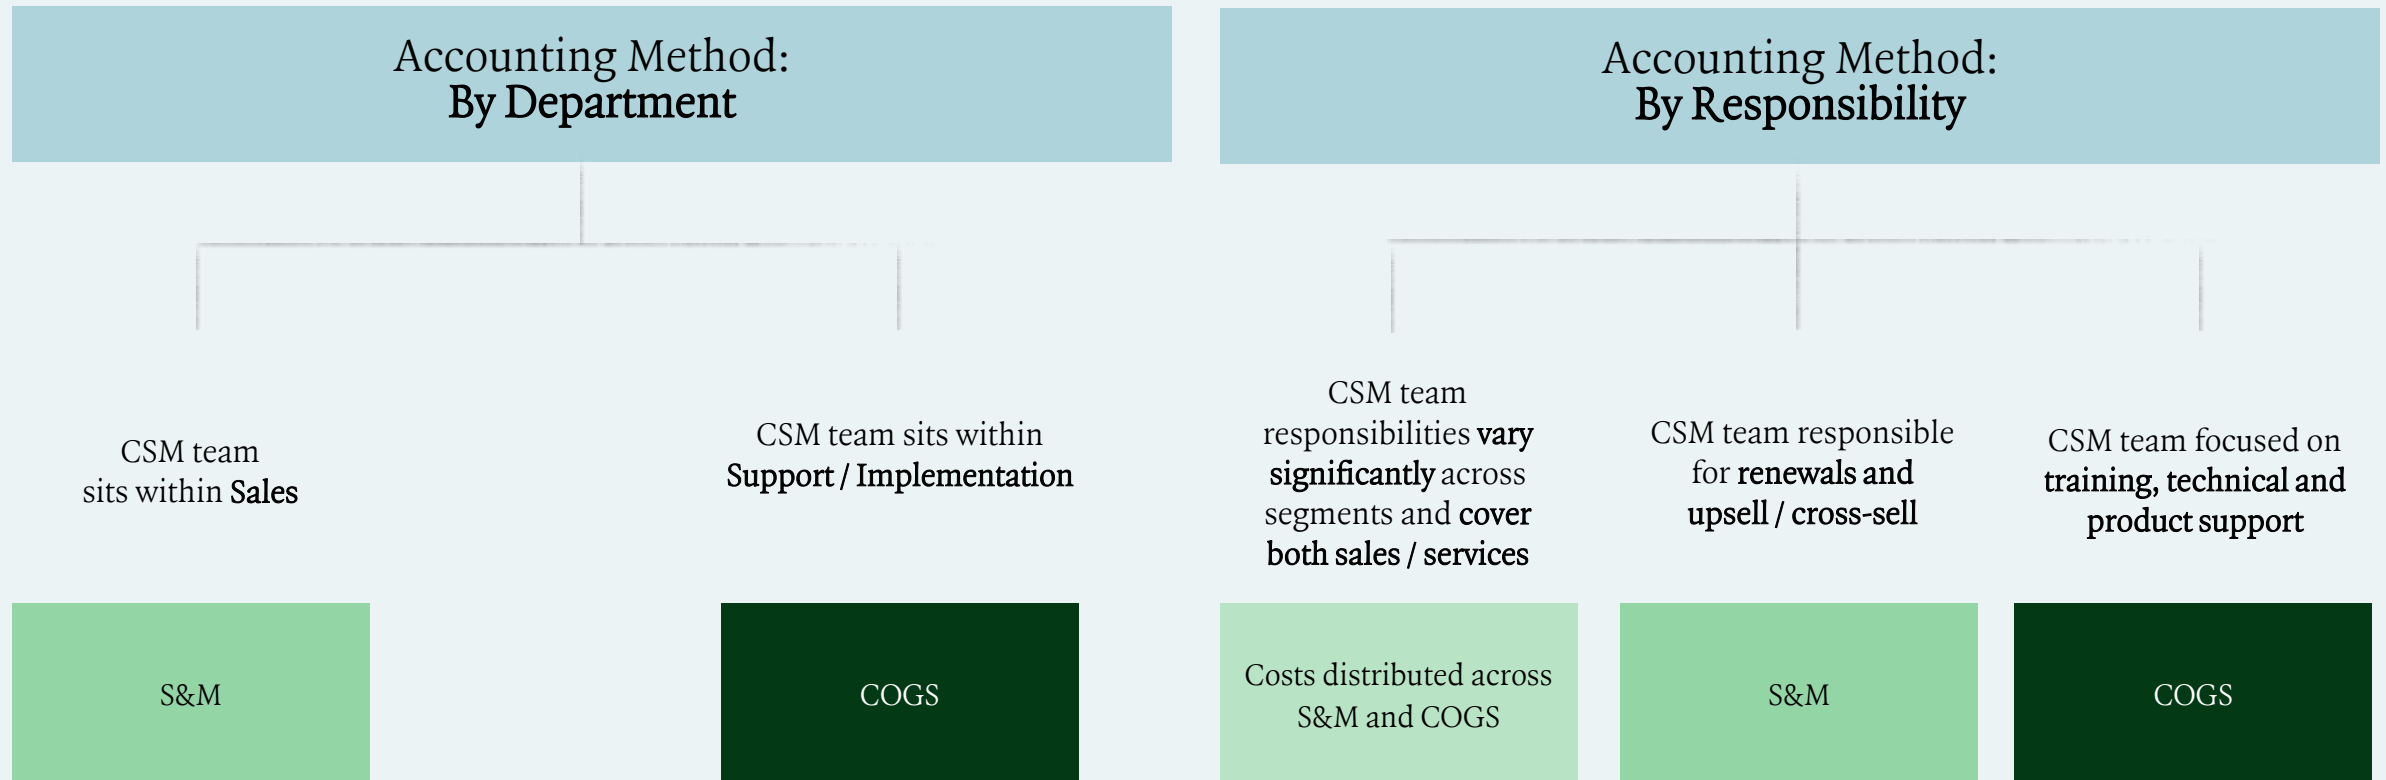 Accounting Method:
By Department
CSM team
sits within Sales
CSM team sits within
Support / Implementation
S&M
COGS
Accounting Method:
By Responsibility
CSM team
responsibilities vary
significantly across
segments and cover
both sales / services
CSM team responsible
for renewals and
upsell / cross-sell
CSM team focused on
training, technical and
product support
Costs distributed across
S&M and COGS
S&M
COGS